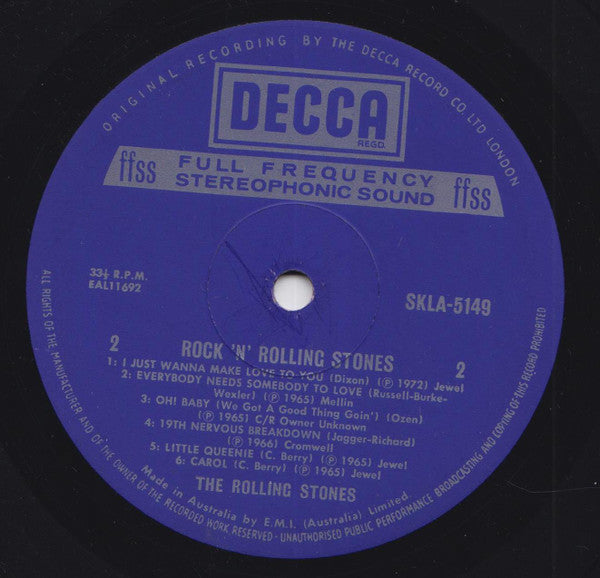 ORIGINAL RECORDING BY THE DECCA RECORD CO LTD LONDON
DECCA
REGD.
ffss FULL FREQUENCY ffss
STEREOPHONIC SOUND
33⅓ R.P.M.
EAL11692
SKLA-5149
2 ROCK 'N' ROLLING STONES 2
1: I JUST WANNA MAKE LOVE TO YOU (Dixon) (℗ 1972) Jewel
2: EVERYBODY NEEDS SOMEBODY TO LOVE (Russell-Burke-
Wexler) (℗ 1965) Mellin
3: OH! BABY (We Got A Good Thing Goin') (Ozen)
(℗ 1965) C/R Owner Unknown
4: 19TH NERVOUS BREAKDOWN (Jagger-Richard)
(℗ 1966) Cromwell
5: LITTLE QUEENIE (C. Berry) (℗ 1965) Jewel
6: CAROL (C. Berry) (℗ 1965) Jewel
THE ROLLING STONES
Made in Australia by E.M.I. (Australia) Limited
ALL RIGHTS OF THE MANUFACTURER AND OF THE OWNER OF THE RECORDED WORK RESERVED - UNAUTHORISED PUBLIC PERFORMANCE BROADCASTING AND COPYING OF THIS RECORD PROHIBITED